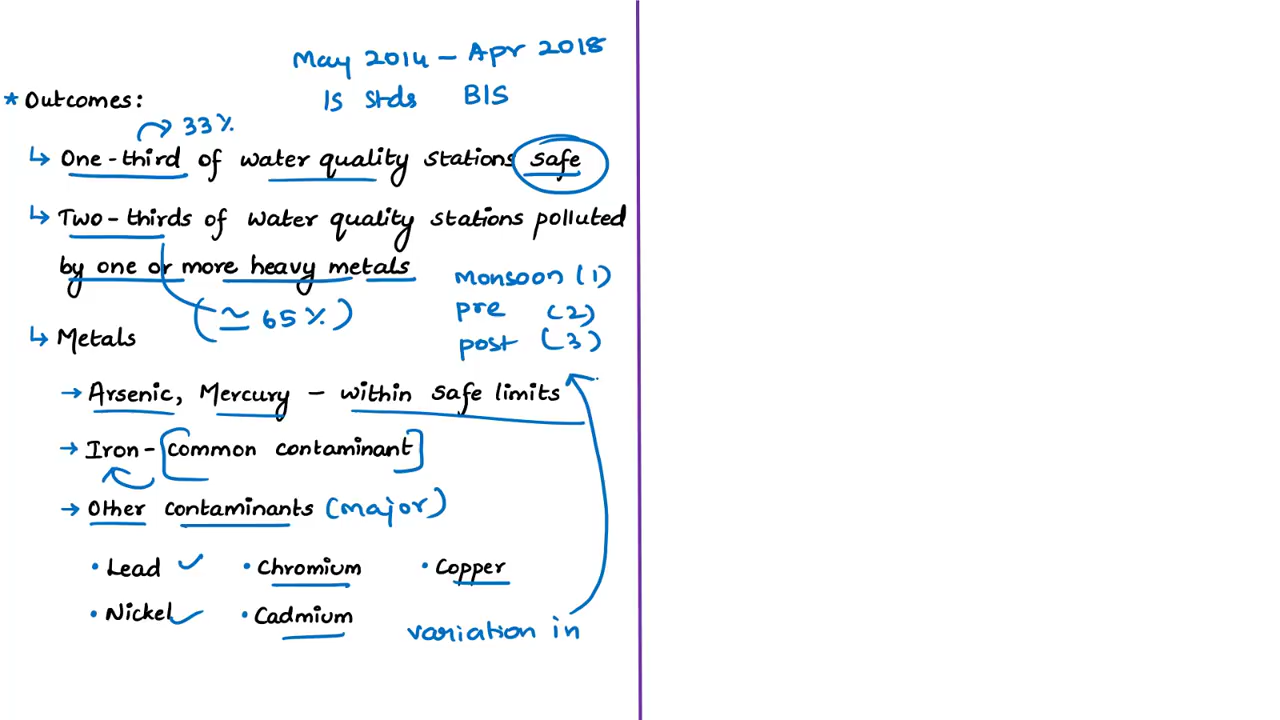 May 2014 - Apr 2018
IS Stds BIS
* Outcomes:
→ 33%
↳ One-third of water quality stations safe
↳ Two-thirds of water quality stations polluted
by one or more heavy metals
monsoon (1)
pre (2)
(≃ 65%)
post (3)
↳ Metals
→ Arsenic, Mercury - within safe limits
→ Iron - [common contaminant]
→ Other contaminants (major)
• Lead ✓ • Chromium • Copper
• Nickel ✓ • Cadmium
variation in